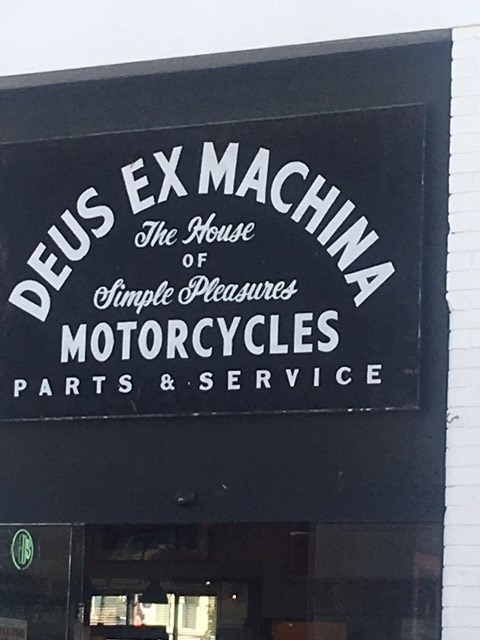 DEUS EX MACHINA
The House
OF
Simple Pleasures
MOTORCYCLES
PARTS & SERVICE